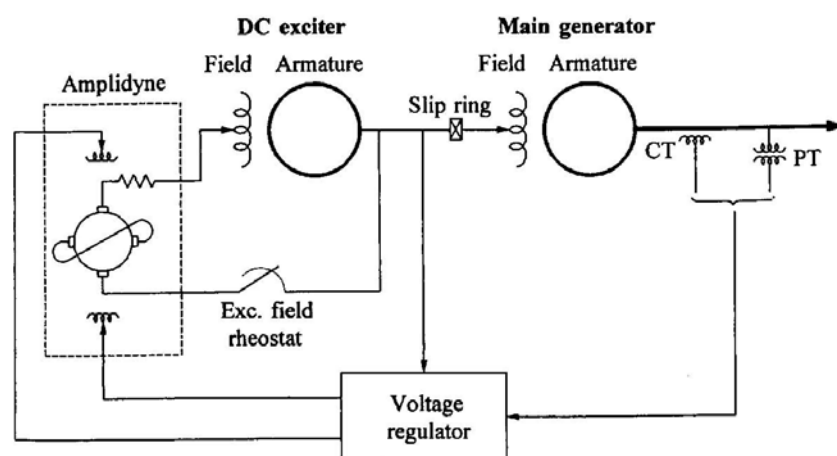 DC exciter
Main generator
Field
Armature
Field
Armature
Amplidyne
Slip ring
CT
PT
Exc. field
rheostat
Voltage
regulator